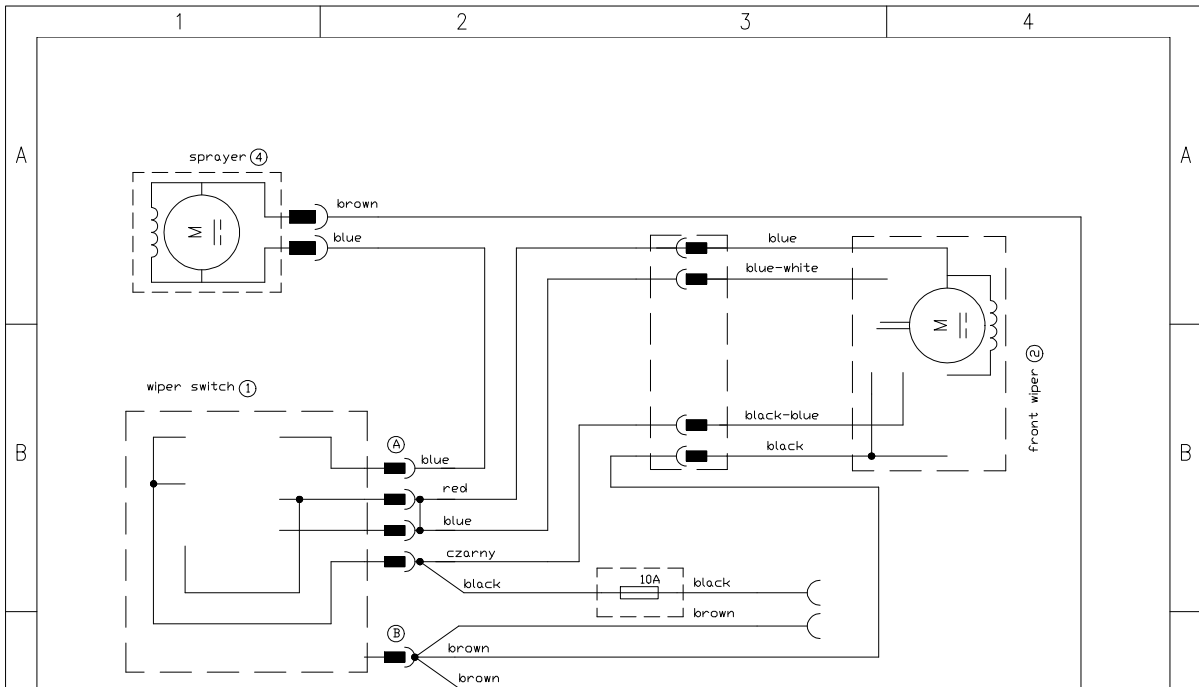 1 2 3 4
A A
sprayer 4
brown
blue
blue
blue-white
M
M
front wiper 2
wiper switch 1
B B
black-blue
black
A
blue
red
blue
czarny
black
10A
black
brown
B
brown
brown